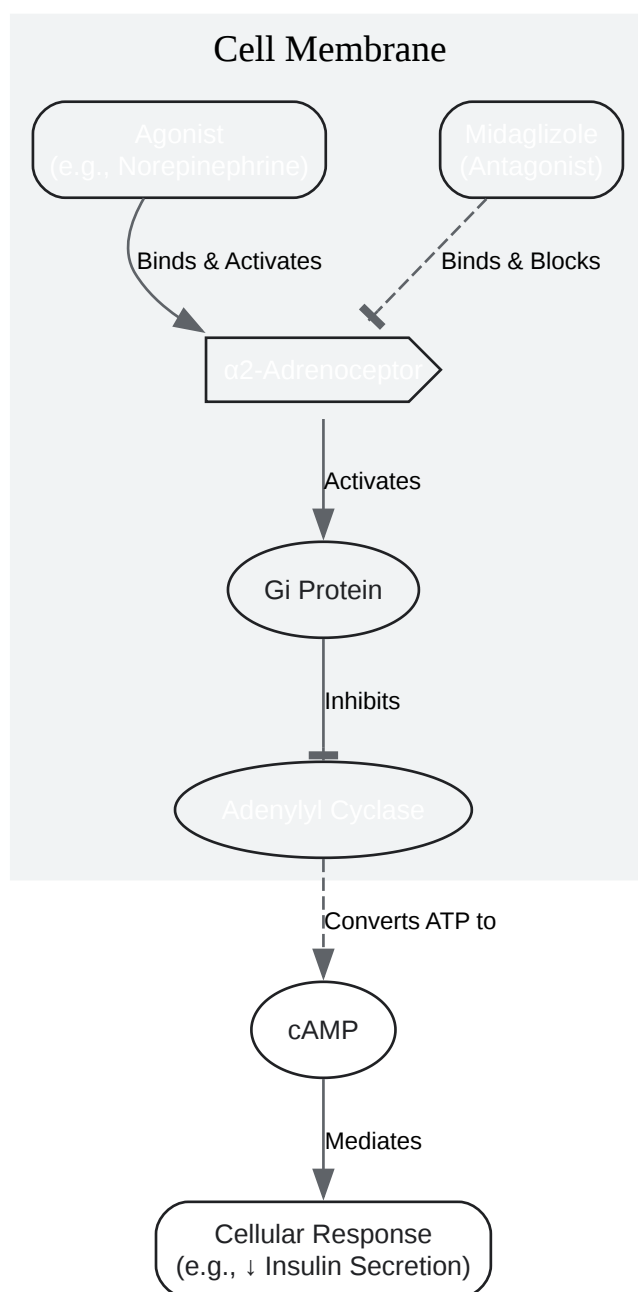 Cell Membrane
Agonist
(e.g., Norepinephrine)
Midaglizole
(Antagonist)
Binds & Activates
Binds & Blocks
α2-Adrenoceptor
Activates
Gi Protein
Inhibits
Adenylyl Cyclase
Converts ATP to
cAMP
Mediates
Cellular Response
(e.g., ↓ Insulin Secretion)